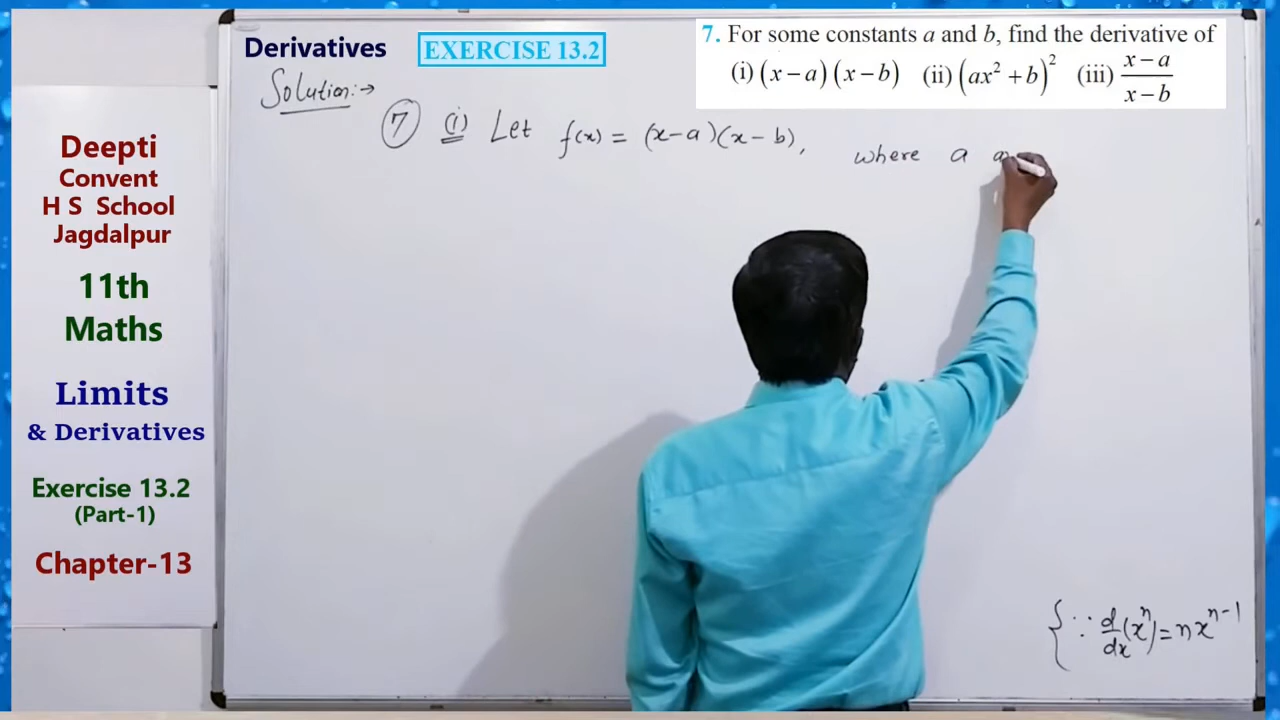 Derivatives EXERCISE 13.2
7. For some constants a and b, find the derivative of
(i) (x − a) (x − b) (ii) (ax² + b)² (iii) x − a / x − b
Solution:→
7 (i) Let f(x) = (x − a)(x − b), where a
Deepti
Convent
H S School
Jagdalpur
11th
Maths
Limits
& Derivatives
Exercise 13.2
(Part-1)
Chapter-13
{ ∵ d/dx (xⁿ) = n xⁿ⁻¹